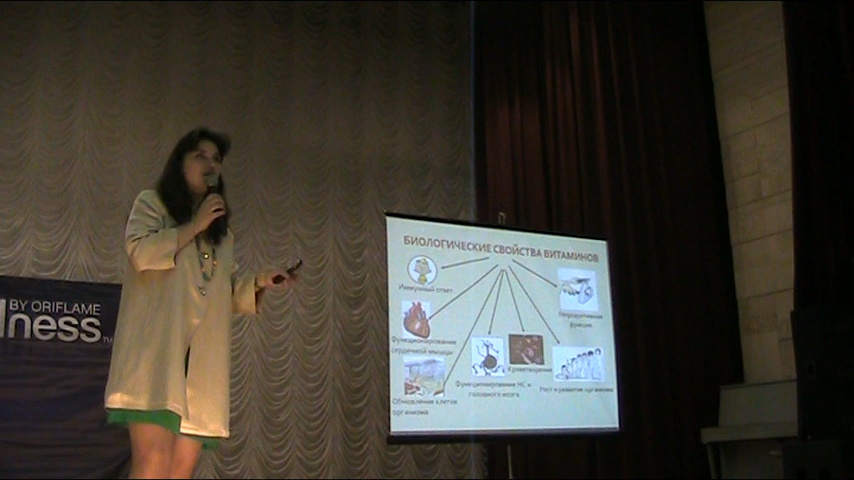 BY ORIFLAME
lness™
БИОЛОГИЧЕСКИЕ СВОЙСТВА ВИТАМИНОВ
Иммунный ответ
Репродуктивная
функция
Функционирование
сердечной мышцы
Кроветворение
Функционирование НС и
головного мозга
Рост и развитие организма
Обновление клеток
организма